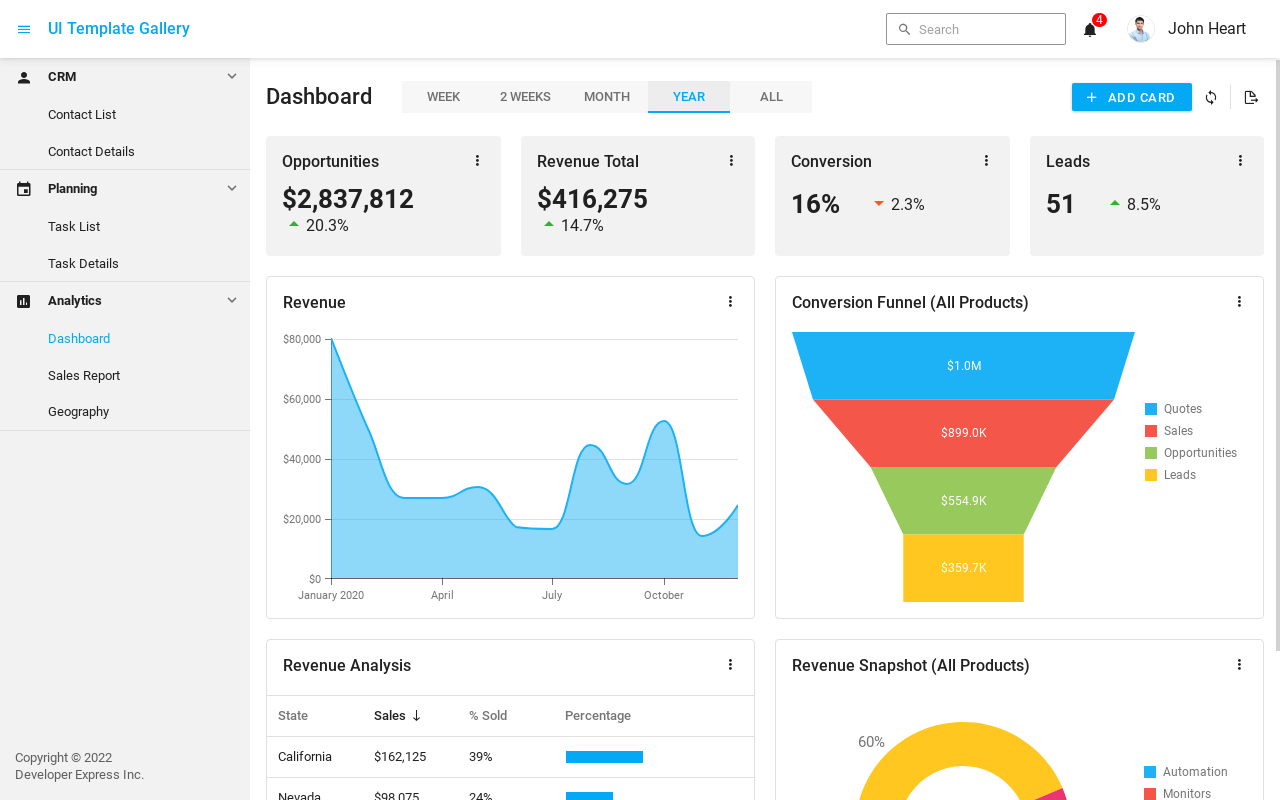 UI Template Gallery
Search
4
John Heart
CRM
Contact List
Contact Details
Planning
Task List
Task Details
Analytics
Dashboard
Sales Report
Geography
Copyright © 2022
Developer Express Inc.
Dashboard
WEEK
2 WEEKS
MONTH
YEAR
ALL
ADD CARD
Opportunities
$2,837,812
20.3%
Revenue Total
$416,275
14.7%
Conversion
16%
2.3%
Leads
51
8.5%
Revenue
$80,000
$60,000
$40,000
$20,000
$0
January 2020
April
July
October
Conversion Funnel (All Products)
$1.0M
$899.0K
$554.9K
$359.7K
Quotes
Sales
Opportunities
Leads
Revenue Analysis
State
Sales
% Sold
Percentage
California
$162,125
39%
Nevada
$98,075
24%
Revenue Snapshot (All Products)
60%
Automation
Monitors